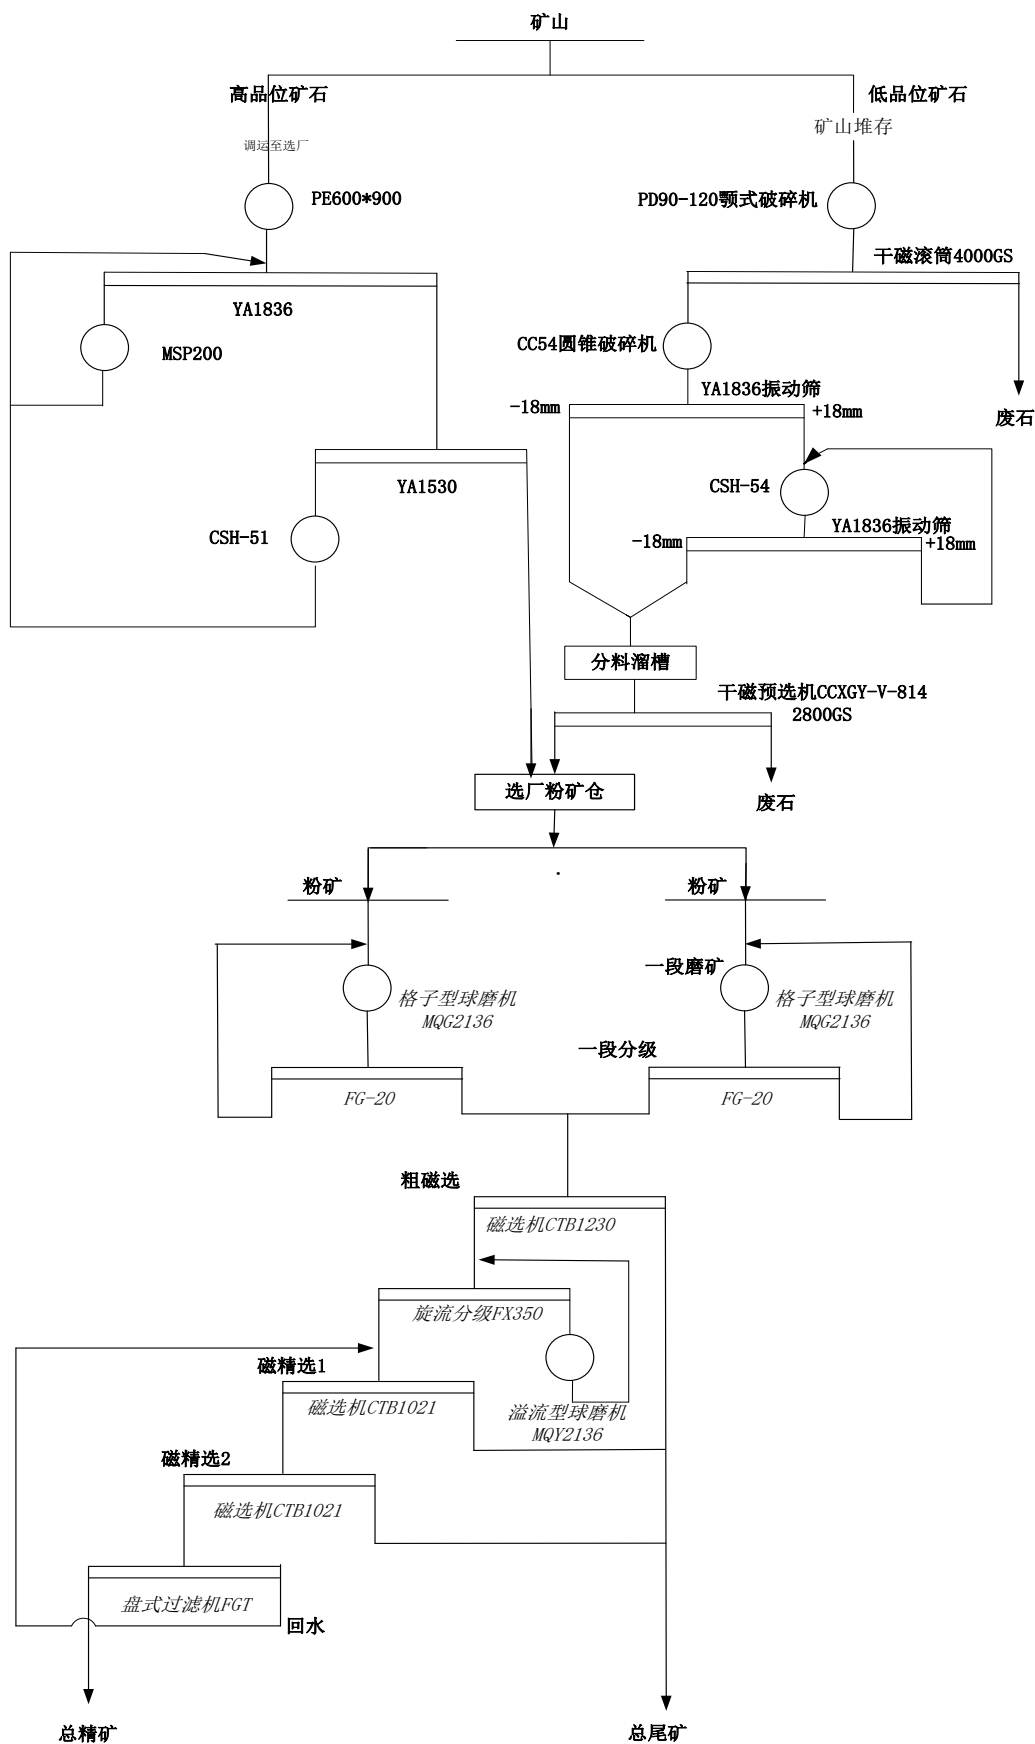 矿山
高品位矿石
低品位矿石
矿山堆存
调运至选厂
PE600*900
PD90-120颚式破碎机
干磁滚筒4000GS
YA1836
CC54圆锥破碎机
MSP200
YA1836振动筛
-18mm
+18mm
废石
YA1530
CSH-54
CSH-51
YA1836振动筛
-18mm
+18mm
分料溜槽
干磁预选机CCXGY-V-814
2800GS
选厂粉矿仓
废石
粉矿
粉矿
一段磨矿
格子型球磨机
MQG2136
格子型球磨机
MQG2136
一段分级
FG-20
FG-20
粗磁选
磁选机CTB1230
旋流分级FX350
磁精选1
磁选机CTB1021
溢流型球磨机
MQY2136
磁精选2
磁选机CTB1021
盘式过滤机FGT
回水
总精矿
总尾矿